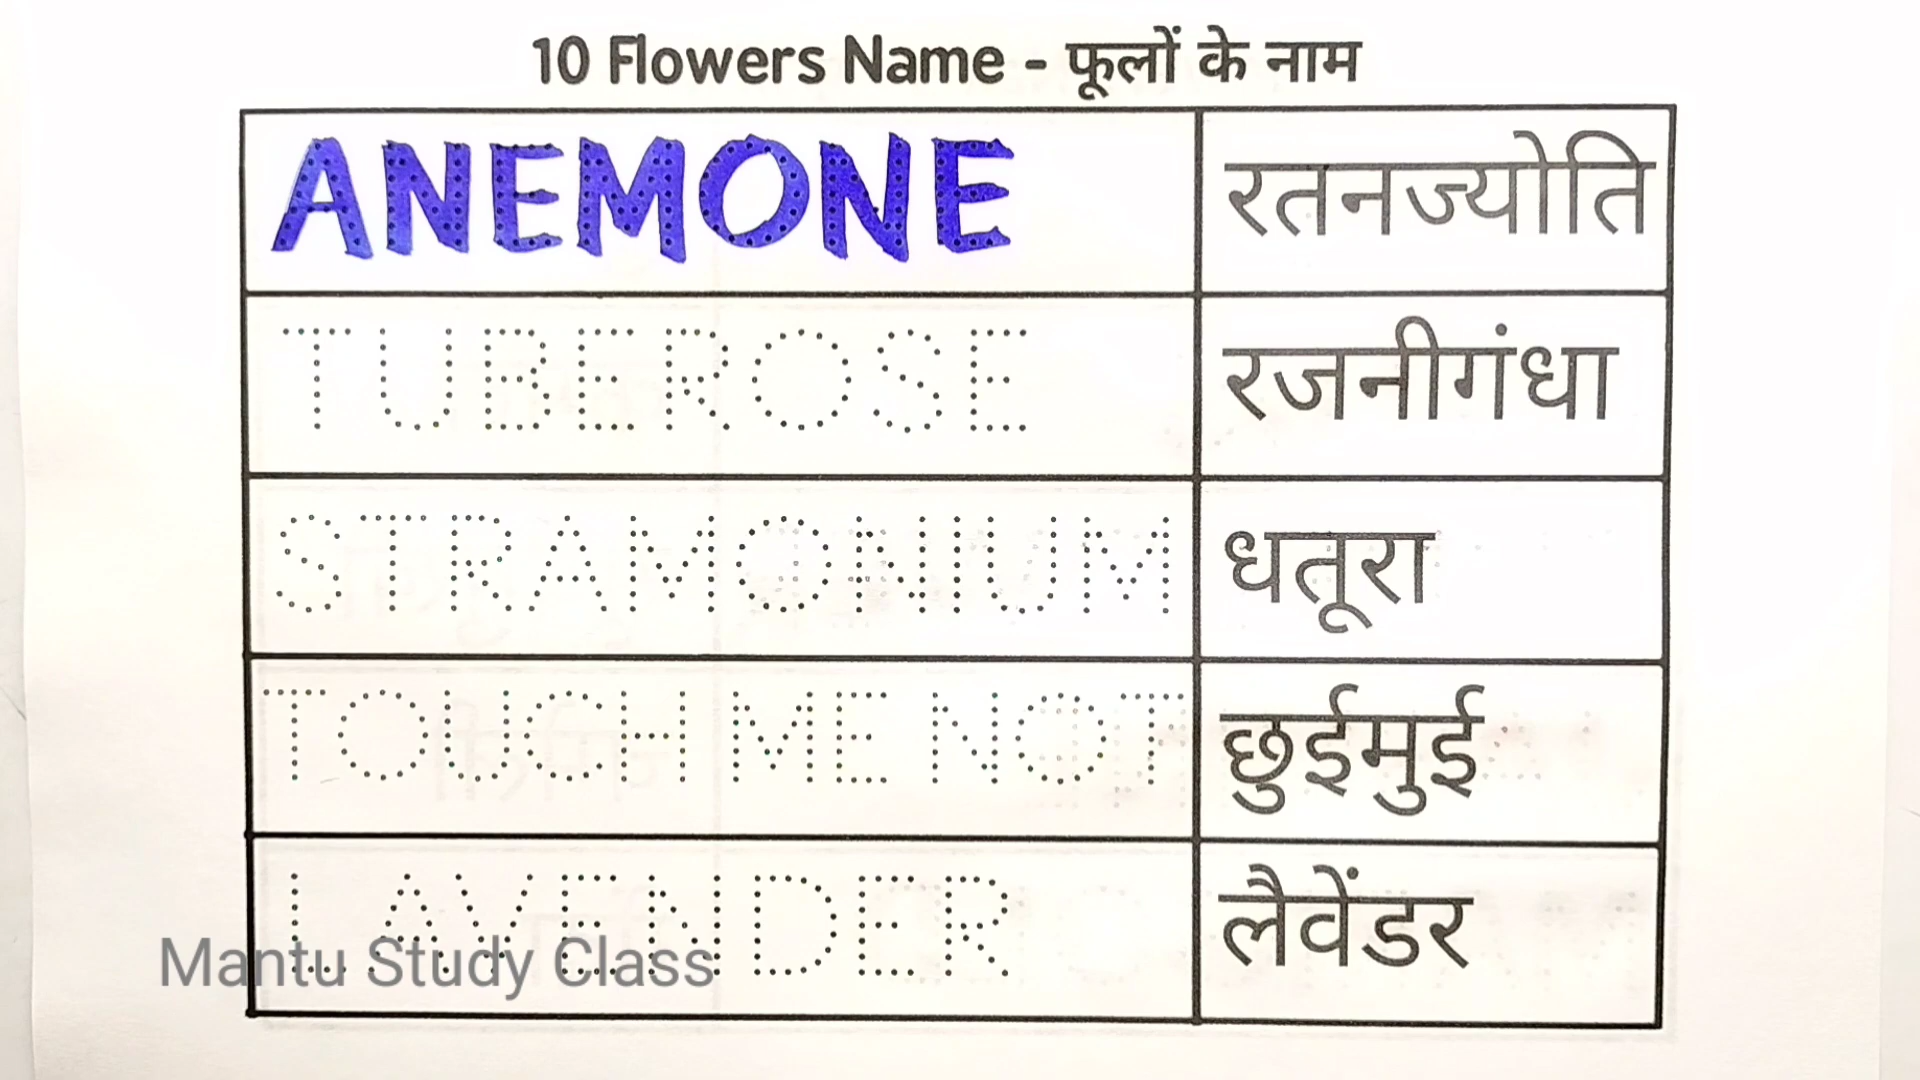 10 Flowers Name - फूलों के नाम
ANEMONE रतनज्योति
TUBEROSE रजनीगंधा
STRAMONIUM धतूरा
TOUCH ME NOT छुईमुई
LAVENDER लैवेंडर
Mantu Study Class